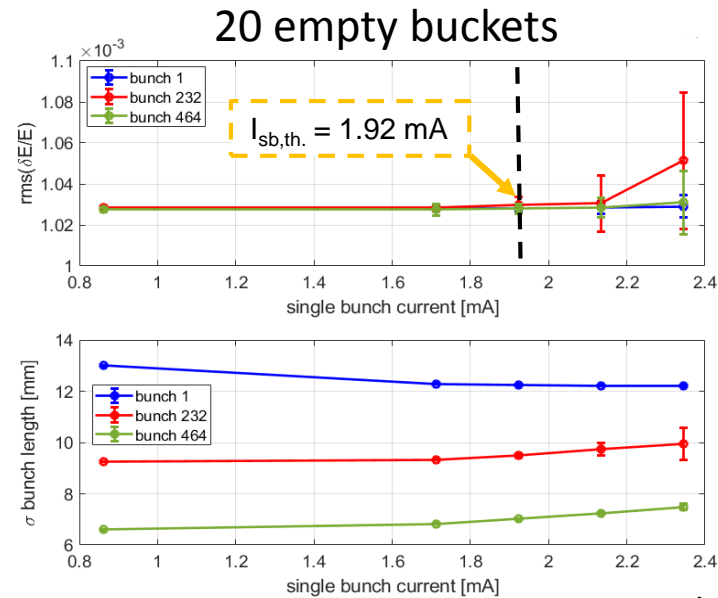 20 empty buckets
×10⁻³
1.1
1.08
1.06
1.04
1.02
1
rms(δE/E)
bunch 1
bunch 232
bunch 464
I_sb,th. = 1.92 mA
0.8 1 1.2 1.4 1.6 1.8 2 2.2 2.4
single bunch current [mA]
14
12
10
8
6
σ bunch length [mm]
bunch 1
bunch 232
bunch 464
0.8 1 1.2 1.4 1.6 1.8 2 2.2 2.4
single bunch current [mA]